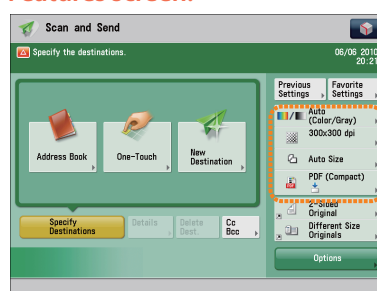 Features Screen.
Scan and Send
Specify the destinations.
06/06 2010
20:21
Previous Settings
Favorite Settings
Auto (Color/Gray)
300x300 dpi
Address Book
One-Touch
New Destination
Auto Size
PDF (Compact)
2-Sided Original
Specify Destinations
Details
Delete Dest.
Cc Bcc
Different Size Originals
Options